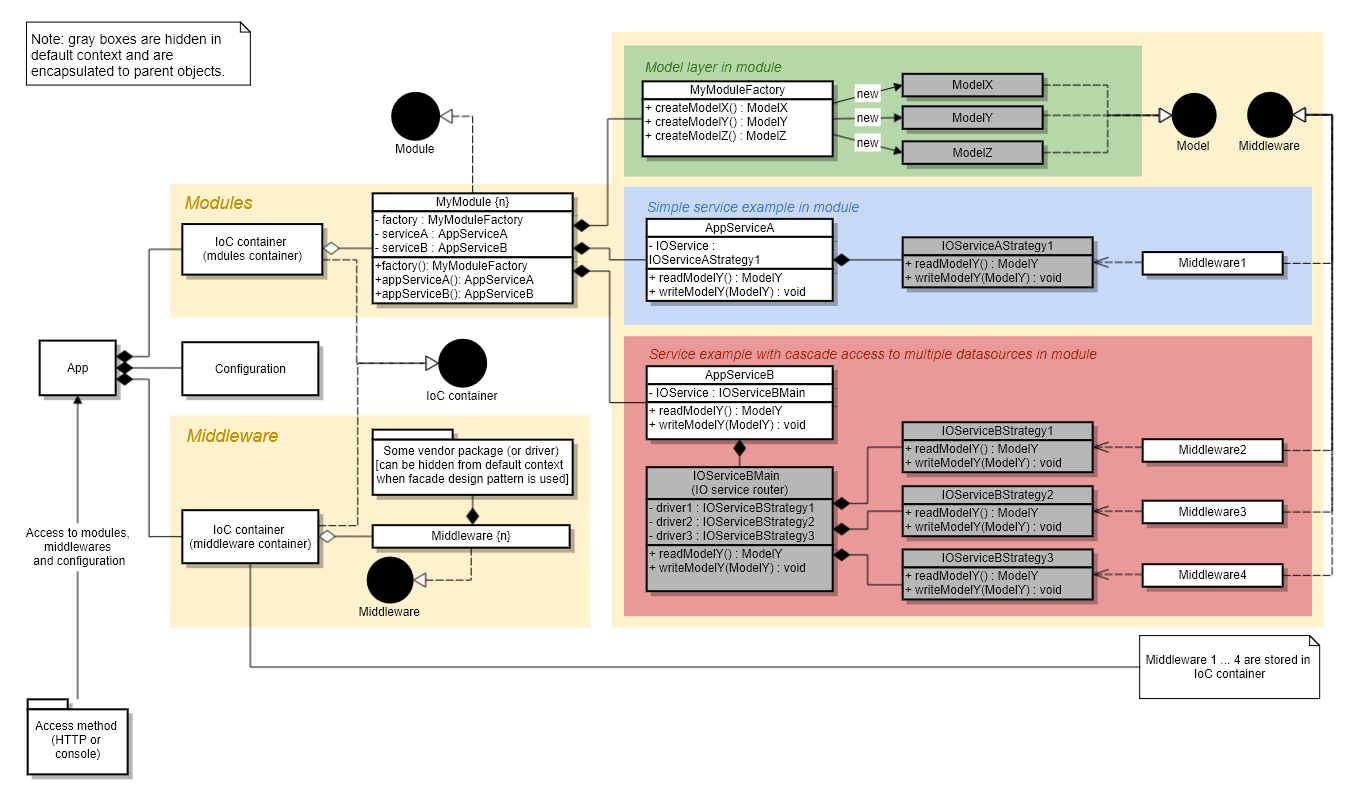 Note: gray boxes are hidden in
default context and are
encapsulated to parent objects.
Module
Model layer in module
MyModuleFactory
+ createModelX() : ModelX
+ createModelY() : ModelY
+ createModelZ() : ModelZ
new
new
new
ModelX
ModelY
ModelZ
Model
Middleware
Modules
IoC container
(mdules container)
MyModule {n}
- factory : MyModuleFactory
- serviceA : AppServiceA
- serviceB : AppServiceB
+factory(): MyModuleFactory
+appServiceA(): AppServiceA
+appServiceB(): AppServiceB
Simple service example in module
AppServiceA
- IOService :
IOServiceAStrategy1
+ readModelY() : ModelY
+ writeModelY(ModelY) : void
IOServiceAStrategy1
+ readModelY() : ModelY
+ writeModelY(ModelY) : void
Middleware1
App
Configuration
IoC container
Service example with cascade access to multiple datasources in module
AppServiceB
- IOService : IOServiceBMain
+ readModelY() : ModelY
+ writeModelY(ModelY) : void
IOServiceBMain
(IO service router)
- driver1 : IOServiceBStrategy1
- driver2 : IOServiceBStrategy2
- driver3 : IOServiceBStrategy3
+ readModelY() : ModelY
+ writeModelY(ModelY) : void
IOServiceBStrategy1
+ readModelY() : ModelY
+ writeModelY(ModelY) : void
Middleware2
IOServiceBStrategy2
+ readModelY() : ModelY
+ writeModelY(ModelY) : void
Middleware3
IOServiceBStrategy3
+ readModelY() : ModelY
+ writeModelY(ModelY) : void
Middleware4
Middleware
Some vendor package (or driver)
[can be hidden from default context
when facade design pattern is used]
IoC container
(middleware container)
Middleware {n}
Middleware
Access to modules,
middlewares
and configuration
Middleware 1 ... 4 are stored in
IoC container
Access method
(HTTP or
console)